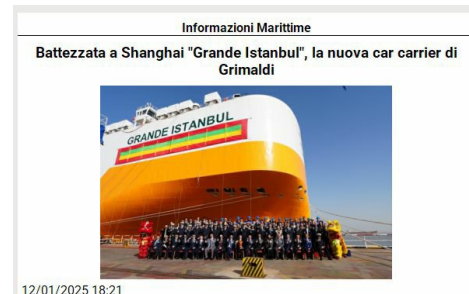 Informazioni Marittime
Battezzata a Shanghai "Grande Istanbul", la nuova car carrier di
Grimaldi
GRANDE ISTANBUL
12/01/2025 18:21